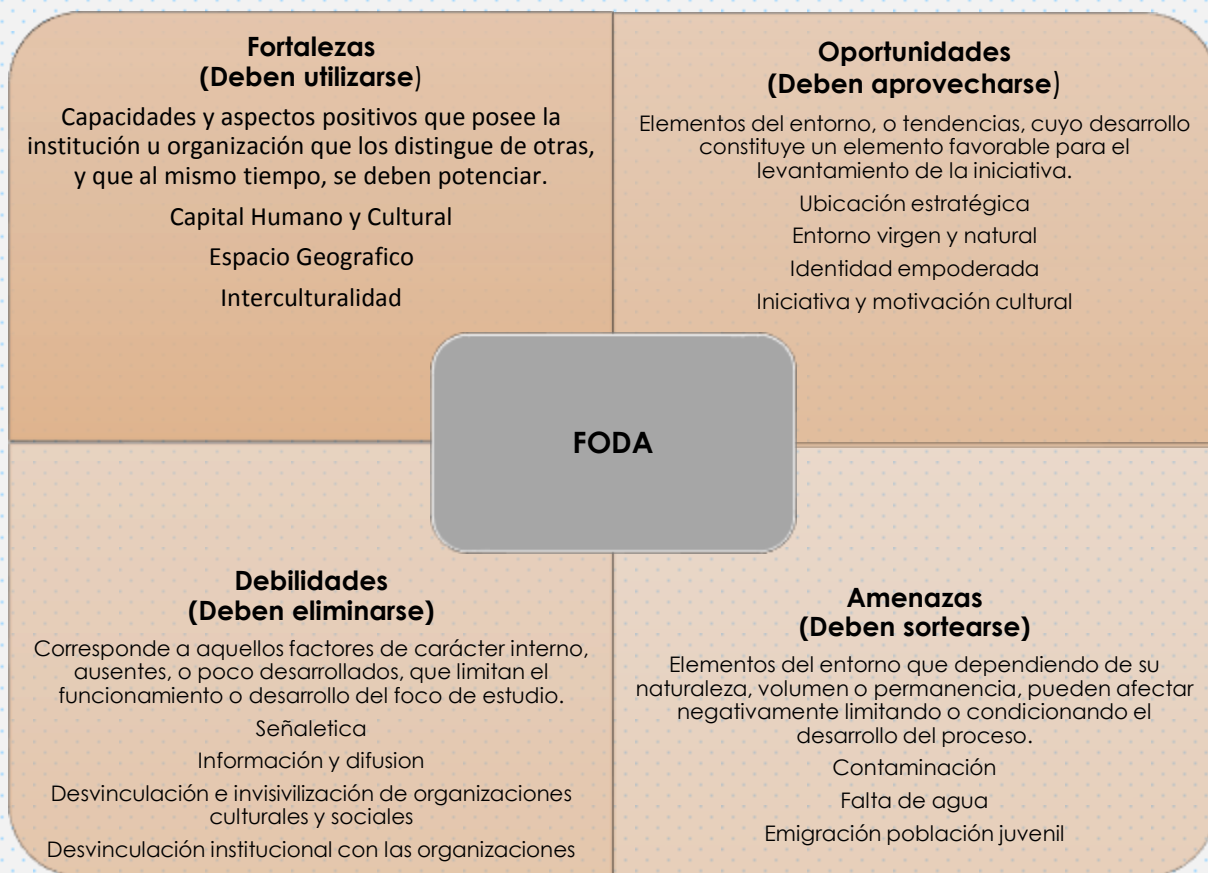 Fortalezas
(Deben utilizarse)
Capacidades y aspectos positivos que posee la
institución u organización que los distingue de otras,
y que al mismo tiempo, se deben potenciar.
Capital Humano y Cultural
Espacio Geografico
Interculturalidad
Oportunidades
(Deben aprovecharse)
Elementos del entorno, o tendencias, cuyo desarrollo
constituye un elemento favorable para el
levantamiento de la iniciativa.
Ubicación estratégica
Entorno virgen y natural
Identidad empoderada
Iniciativa y motivación cultural
FODA
Debilidades
(Deben eliminarse)
Corresponde a aquellos factores de carácter interno,
ausentes, o poco desarrollados, que limitan el
funcionamiento o desarrollo del foco de estudio.
Señaletica
Información y difusion
Desvinculación e invisivilización de organizaciones
culturales y sociales
Desvinculación institucional con las organizaciones
Amenazas
(Deben sortearse)
Elementos del entorno que dependiendo de su
naturaleza, volumen o permanencia, pueden afectar
negativamente limitando o condicionando el
desarrollo del proceso.
Contaminación
Falta de agua
Emigración población juvenil